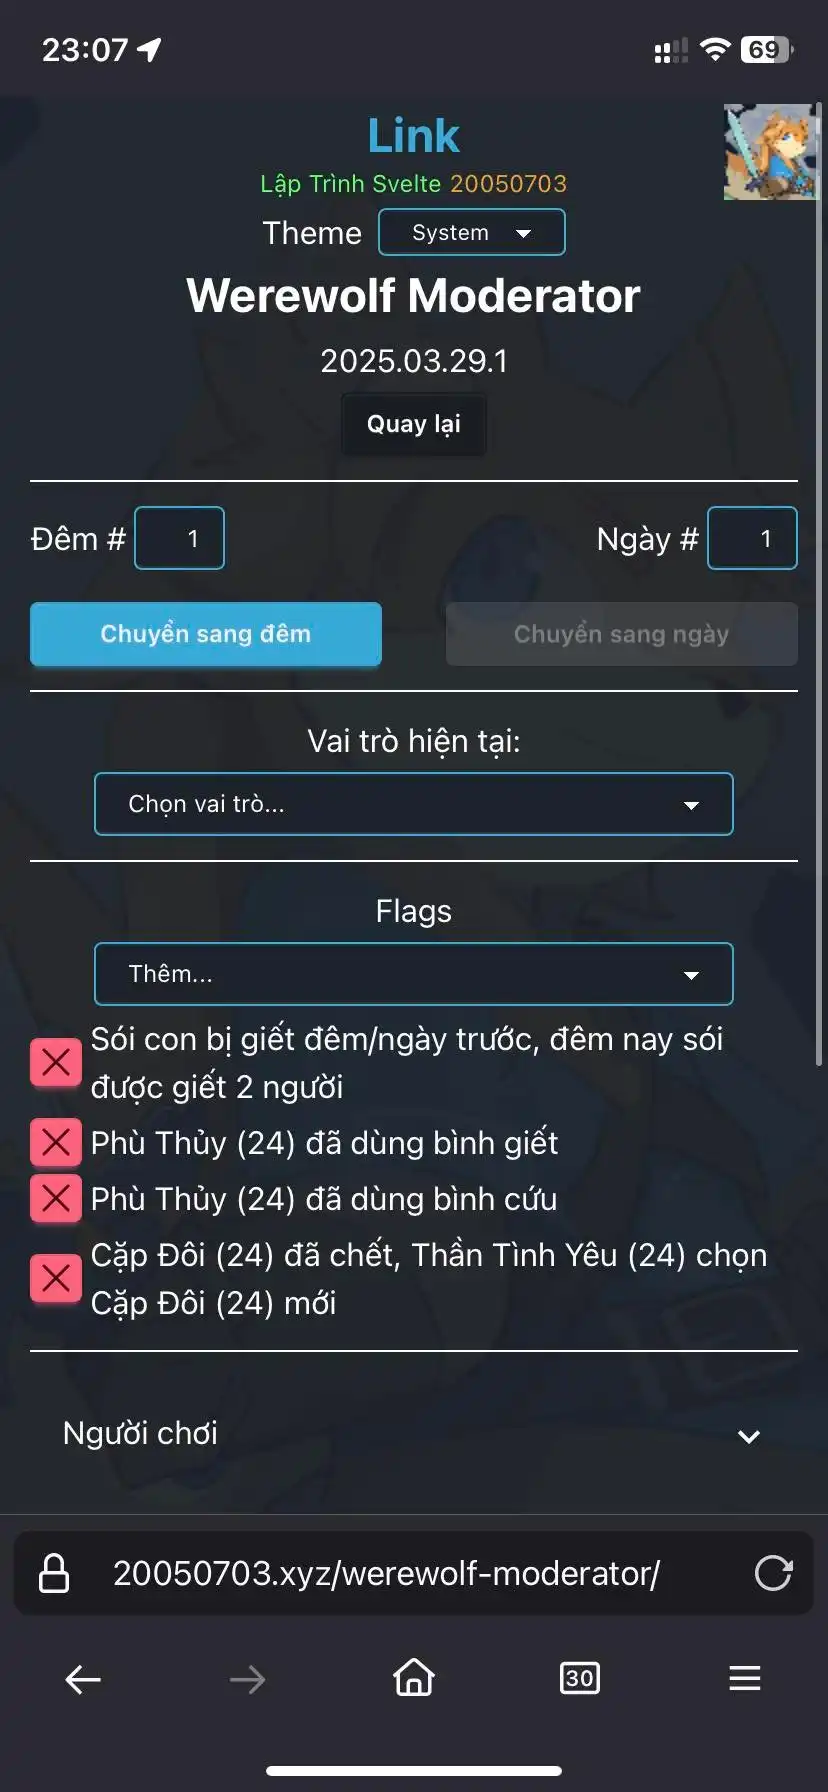 23:07
69
Link
Lập Trình Svelte 20050703
Theme System
Werewolf Moderator
2025.03.29.1
Quay lại
Đêm # 1 Ngày # 1
Chuyển sang đêm Chuyển sang ngày
Vai trò hiện tại:
Chọn vai trò...
Flags
Thêm...
Sói con bị giết đêm/ngày trước, đêm nay sói
được giết 2 người
Phù Thủy (24) đã dùng bình giết
Phù Thủy (24) đã dùng bình cứu
Cặp Đôi (24) đã chết, Thần Tình Yêu (24) chọn
Cặp Đôi (24) mới
Người chơi
20050703.xyz/werewolf-moderator/
30